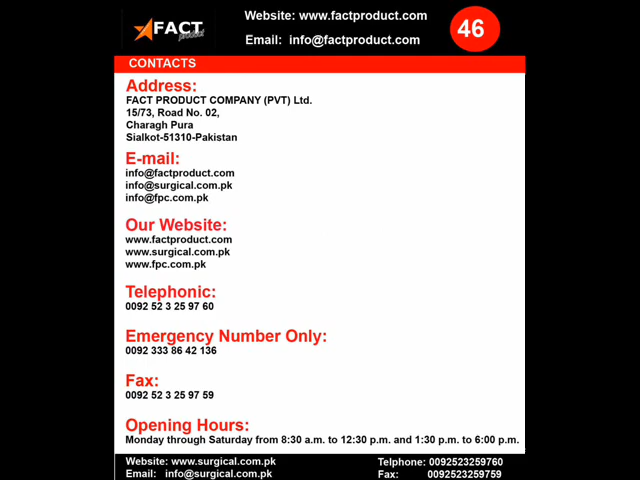 FACT
product
Website: www.factproduct.com
Email: info@factproduct.com
46
CONTACTS
Address:
FACT PRODUCT COMPANY (PVT) Ltd.
15/73, Road No. 02,
Charagh Pura
Sialkot-51310-Pakistan
E-mail:
info@factproduct.com
info@surgical.com.pk
info@fpc.com.pk
Our Website:
www.factproduct.com
www.surgical.com.pk
www.fpc.com.pk
Telephonic:
0092 52 3 25 97 60
Emergency Number Only:
0092 333 86 42 136
Fax:
0092 52 3 25 97 59
Opening Hours:
Monday through Saturday from 8:30 a.m. to 12:30 p.m. and 1:30 p.m. to 6:00 p.m.
Website: www.surgical.com.pk
Email: info@surgical.com.pk
Telphone: 0092523259760
Fax: 0092523259759